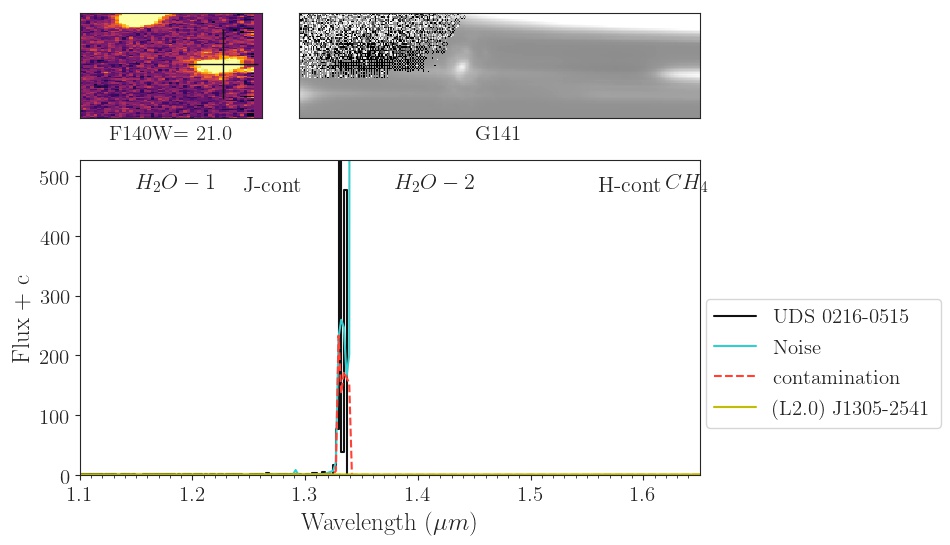 F140W= 21.0
G141
H₂O − 1 J-cont H₂O − 2 H-cont CH₄
500
400
300
200
100
0
Flux + c
1.1 1.2 1.3 1.4 1.5 1.6
Wavelength (μm)
UDS 0216-0515
Noise
contamination
(L2.0) J1305-2541